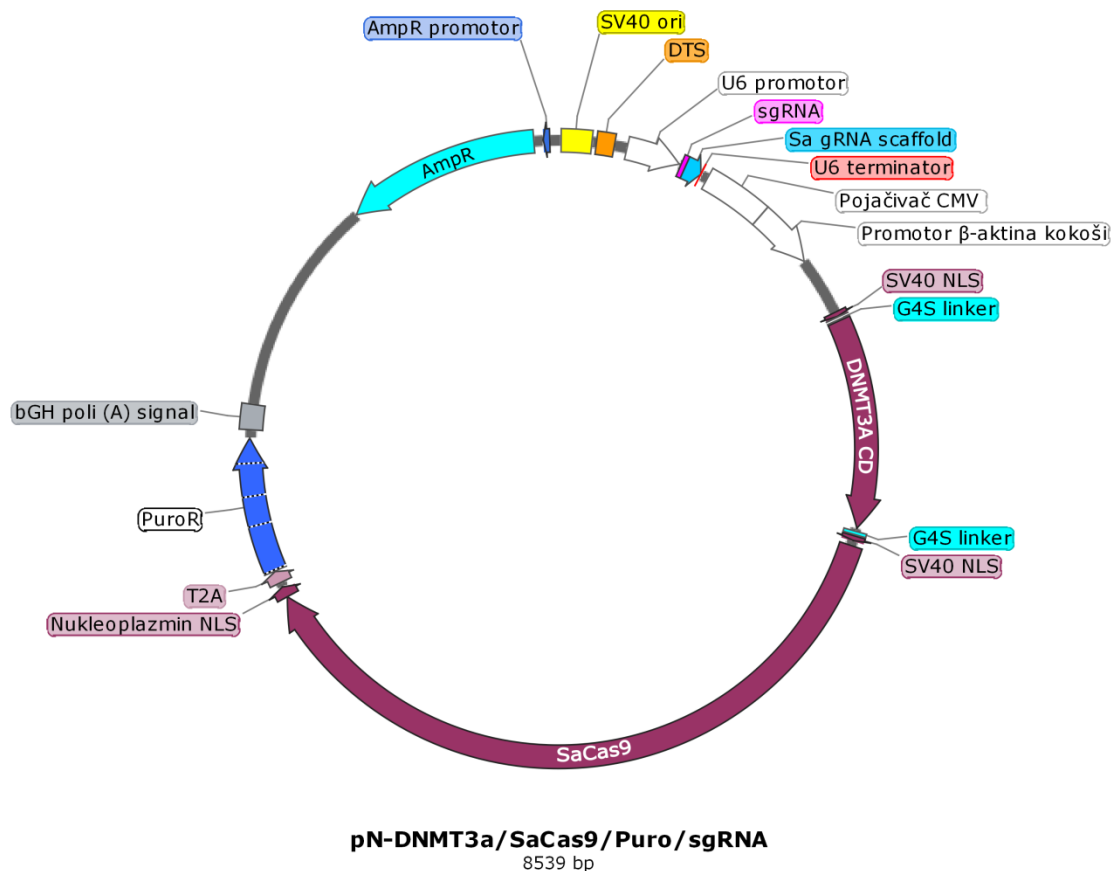 AmpR promotor
SV40 ori
DTS
U6 promotor
sgRNA
Sa gRNA scaffold
U6 terminator
Pojačivač CMV
Promotor β-aktina kokoši
SV40 NLS
G4S linker
DNMT3A CD
G4S linker
SV40 NLS
SaCas9
Nukleoplazmin NLS
T2A
PuroR
bGH poli (A) signal
AmpR
pN-DNMT3a/SaCas9/Puro/sgRNA
8539 bp